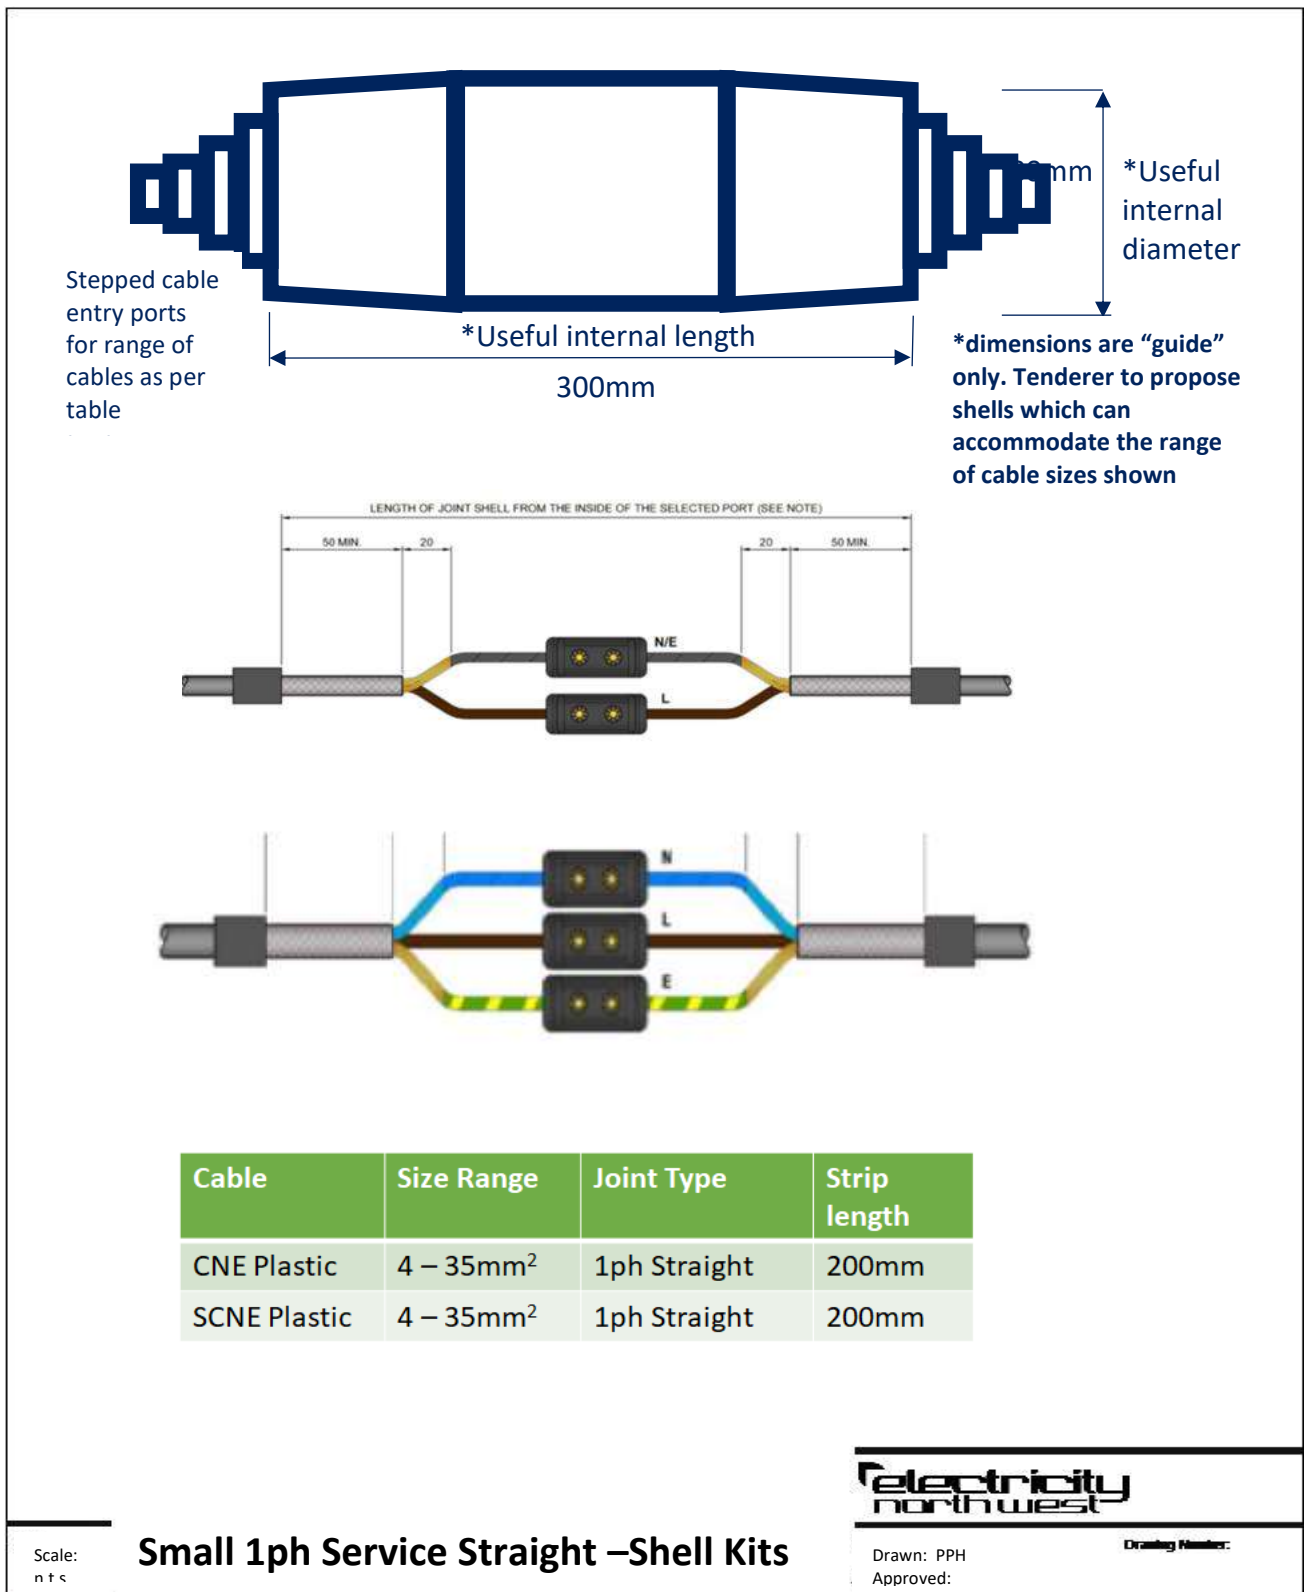 mm
*Useful
internal
diameter
Stepped cable
entry ports
for range of
cables as per
table
*Useful internal length
300mm
*dimensions are “guide”
only. Tenderer to propose
shells which can
accommodate the range
of cable sizes shown
LENGTH OF JOINT SHELL FROM THE INSIDE OF THE SELECTED PORT (SEE NOTE)
50 MIN. 20 20 50 MIN.
N/E
L
N
L
E
Cable Size Range Joint Type Strip length
CNE Plastic 4 – 35mm² 1ph Straight 200mm
SCNE Plastic 4 – 35mm² 1ph Straight 200mm
electricity
northwest
Small 1ph Service Straight –Shell Kits
Scale:
n t s
Drawn: PPH
Approved:
Drawing Number: